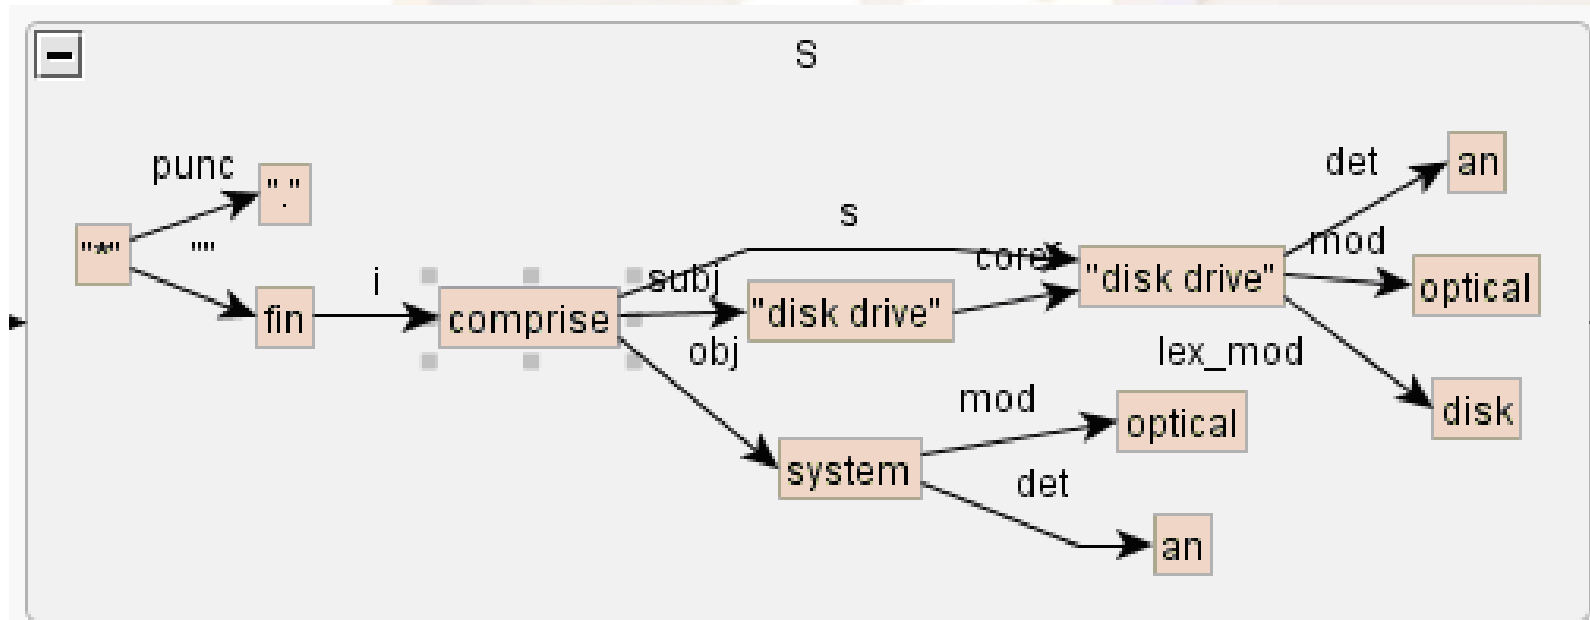 S
punc
"."
"*"
""
fin
i
comprise
s
subj
"disk drive"
coref
"disk drive"
det
an
mod
optical
lex_mod
disk
obj
system
mod
optical
det
an